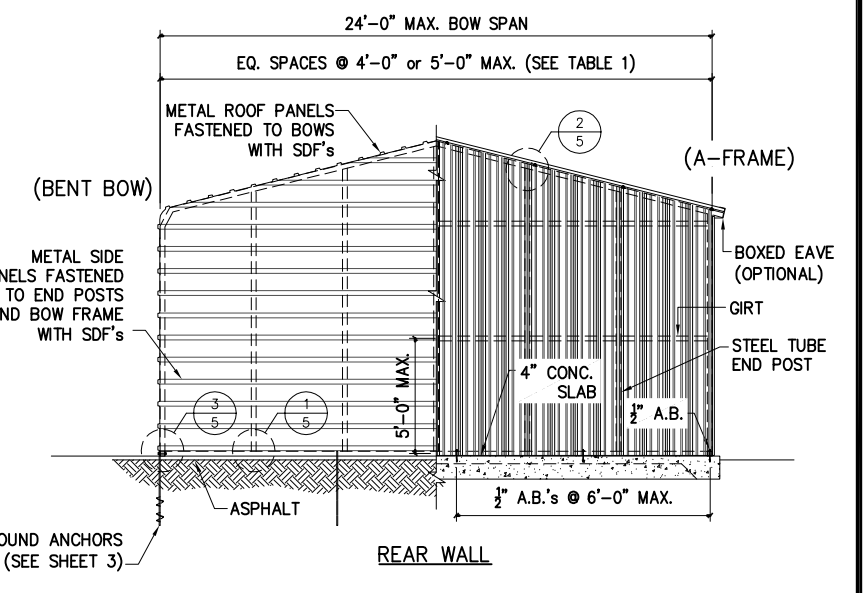 24'-0" MAX. BOW SPAN
EQ. SPACES @ 4'-0" or 5'-0" MAX. (SEE TABLE 1)
METAL ROOF PANELS
FASTENED TO BOWS
WITH SDF's
2
5
(A-FRAME)
(BENT BOW)
METAL SIDE
NELS FASTENED
TO END POSTS
ND BOW FRAME
WITH SDF's
BOXED EAVE
(OPTIONAL)
GIRT
STEEL TUBE
END POST
5'-0" MAX.
4" CONC.
SLAB
½" A.B.
3
5
1
5
ASPHALT
½" A.B.'s @ 6'-0" MAX.
OUND ANCHORS
(SEE SHEET 3)
REAR WALL